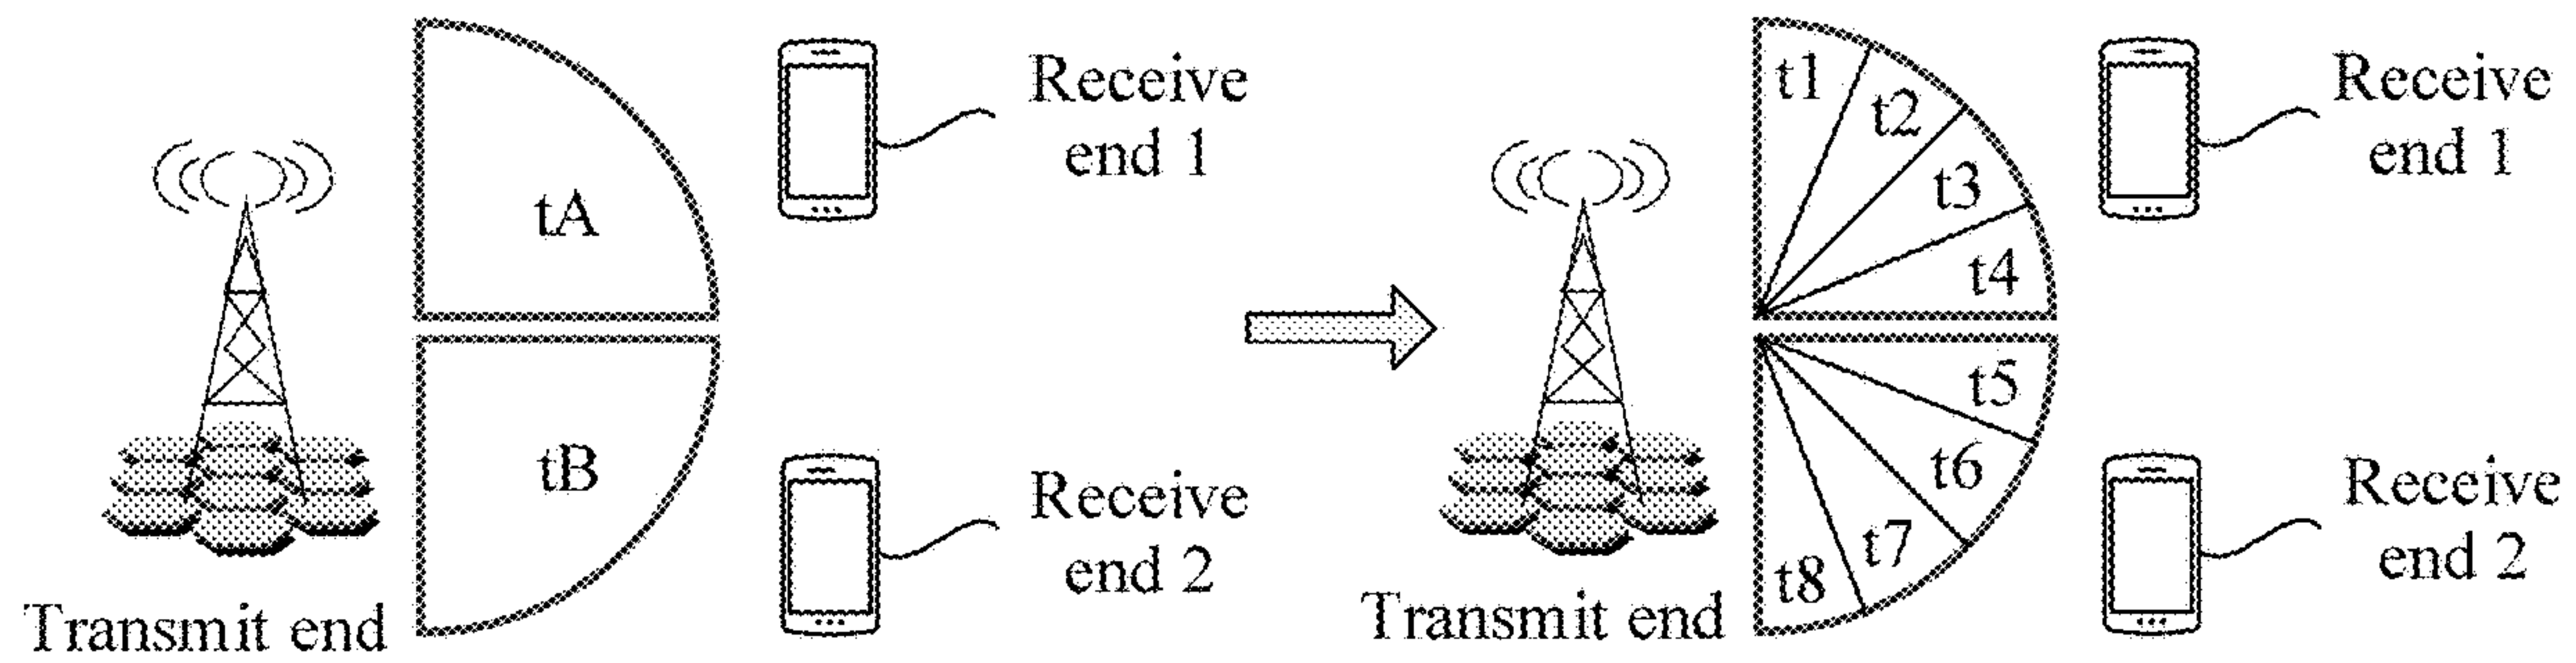 tA
Receive
end 1
tB
Receive
end 2
Transmit end
t1
t2
t3
t4
Receive
end 1
t5
t6
t7
t8
Receive
end 2
Transmit end